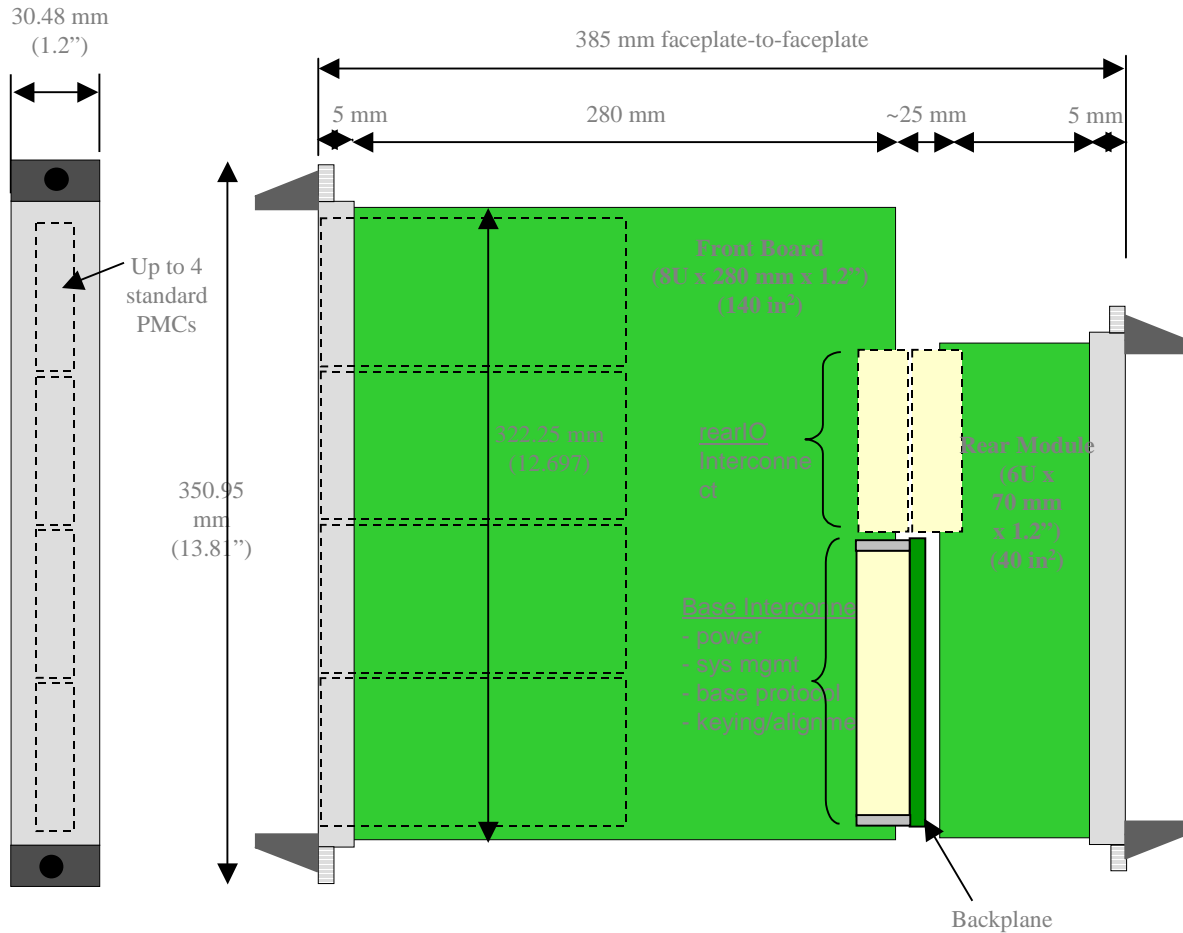 30.48 mm
(1.2”)
385 mm faceplate-to-faceplate
5 mm
280 mm
~25 mm
5 mm
Up to 4
standard
PMCs
Front Board
(8U x 280 mm x 1.2”)
(140 in²)
322.25 mm
(12.697)
350.95
mm
(13.81”)
rearIO
Interconne
ct
Rear Module
(6U x
70 mm
x 1.2”)
(40 in²)
Base Interconne
- power
- sys mgmt
- base protocol
- keying/alignme
Backplane